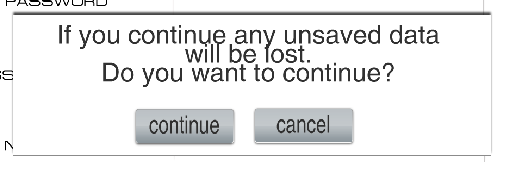 PASSWORD
If you continue any unsaved data
will be lost.
Do you want to continue?
continue
cancel